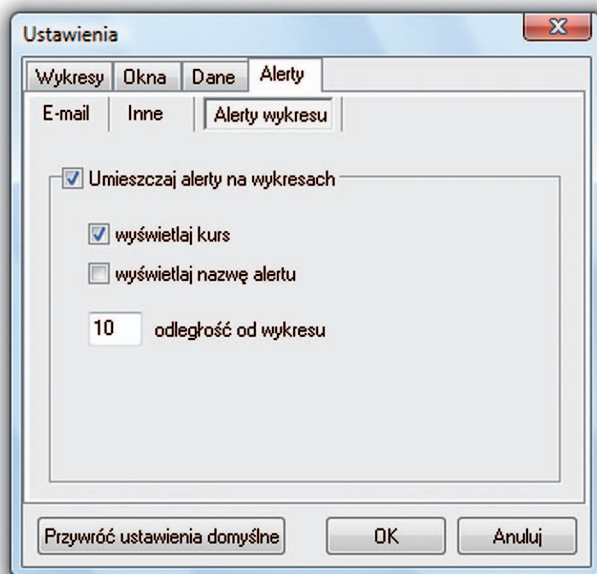 Ustawienia
Wykresy Okna Dane Alerty
E-mail Inne Alerty wykresu
Umieszczaj alerty na wykresach
wyświetlaj kurs
wyświetlaj nazwę alertu
10 odległość od wykresu
Przywróć ustawienia domyślne OK Anuluj